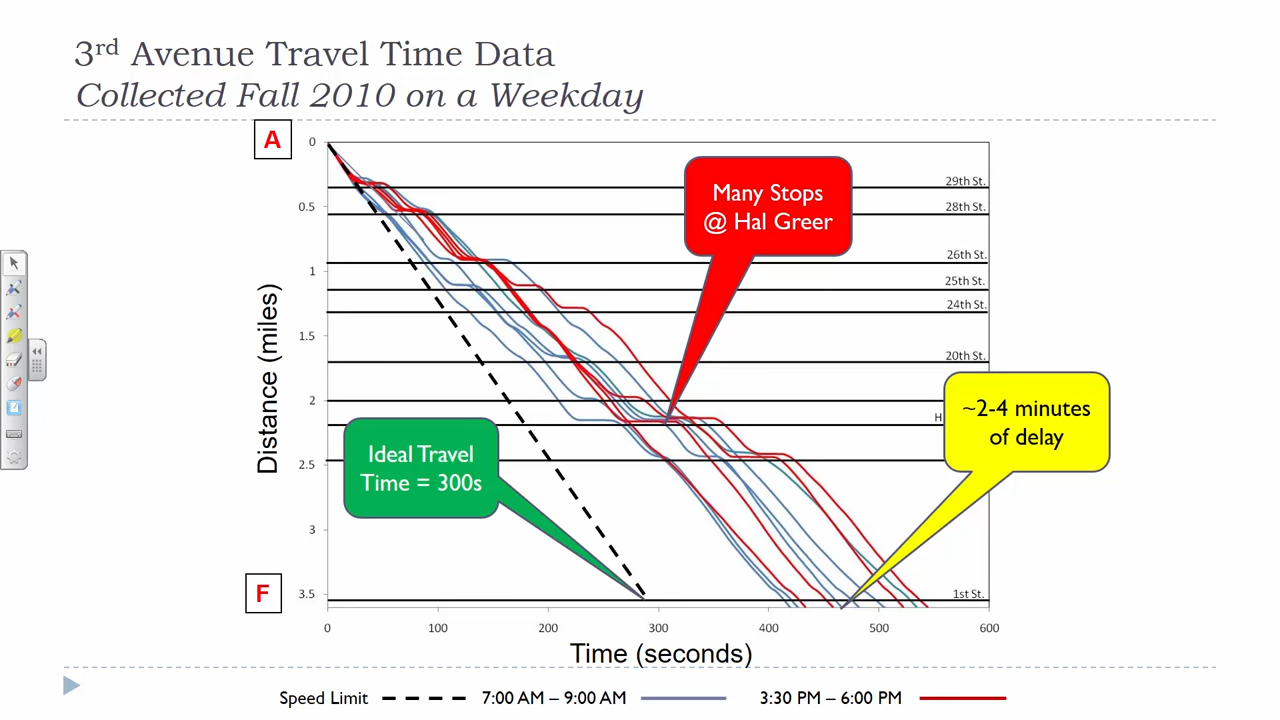 3rd Avenue Travel Time Data
Collected Fall 2010 on a Weekday
A
0
0.5
1
1.5
2
2.5
3
3.5
F
Distance (miles)
29th St.
28th St.
26th St.
25th St.
24th St.
20th St.
H
1st St.
Many Stops
@ Hal Greer
~2-4 minutes
of delay
Ideal Travel
Time = 300s
0 100 200 300 400 500 600
Time (seconds)
Speed Limit 7:00 AM – 9:00 AM 3:30 PM – 6:00 PM